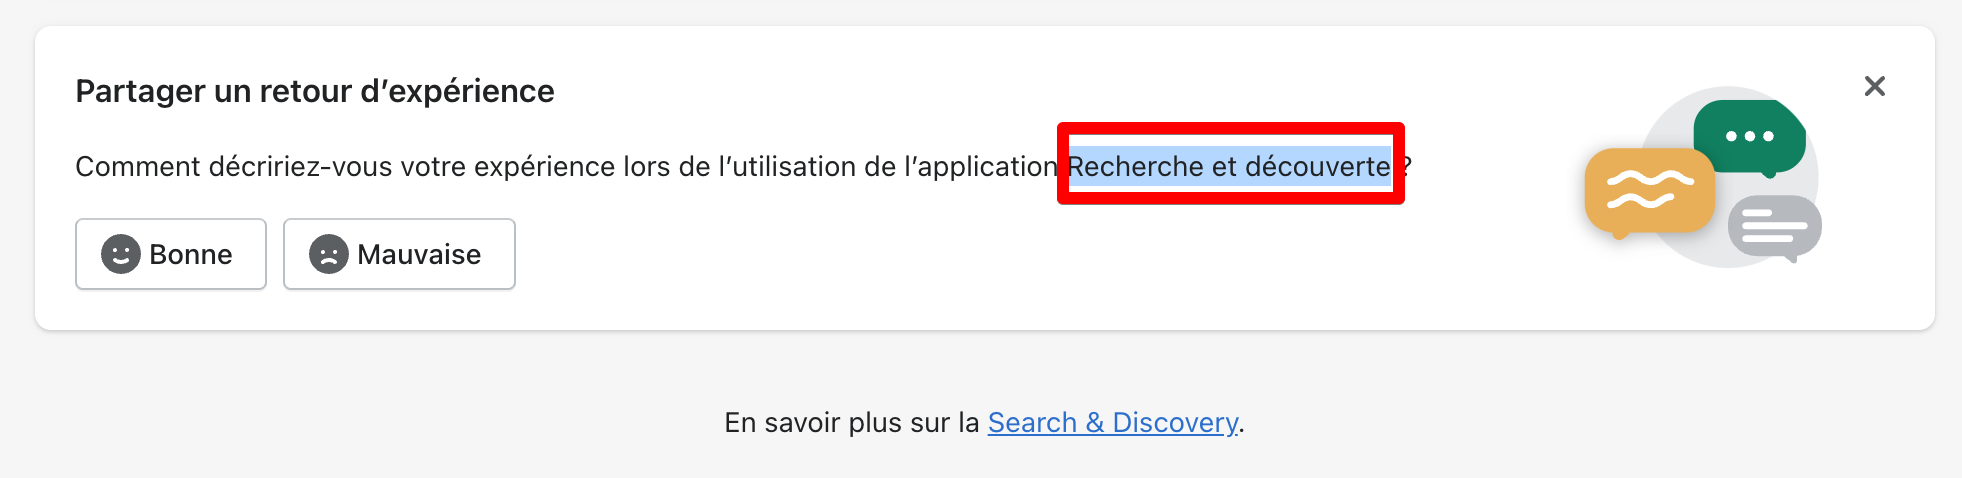 Partager un retour d’expérience
Comment décririez-vous votre expérience lors de l’utilisation de l’application Recherche et découverte ?
Bonne
Mauvaise
En savoir plus sur la Search & Discovery.